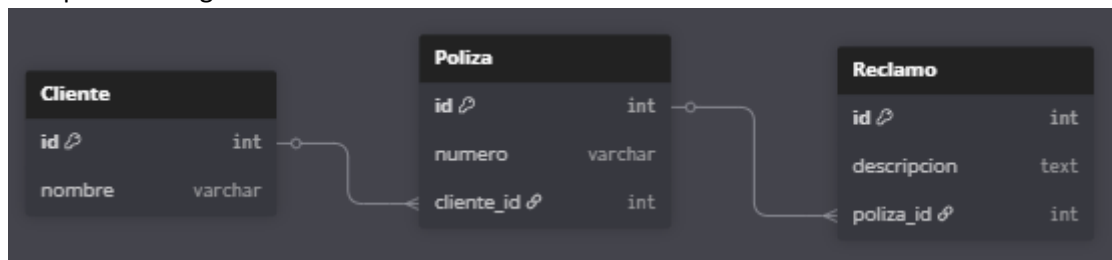 Cliente
id int
nombre varchar
Poliza
id int
numero varchar
cliente_id int
Reclamo
id int
descripcion text
poliza_id int